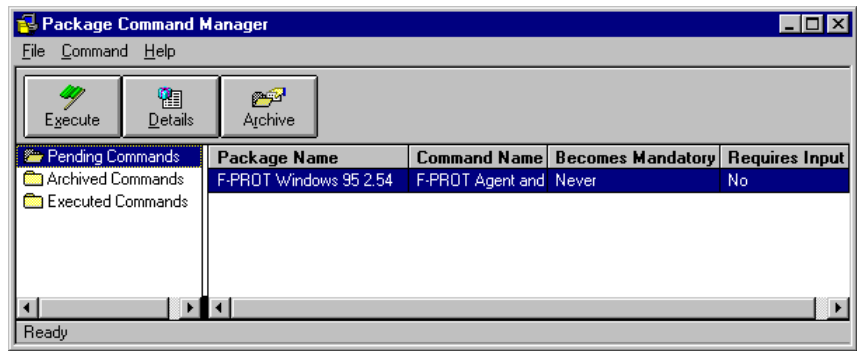 Package Command Manager
File Command Help
Execute Details Archive
Pending Commands
Archived Commands
Executed Commands
Package Name Command Name Becomes Mandatory Requires Input
F-PROT Windows 95 2.54 F-PROT Agent and Never No
Ready